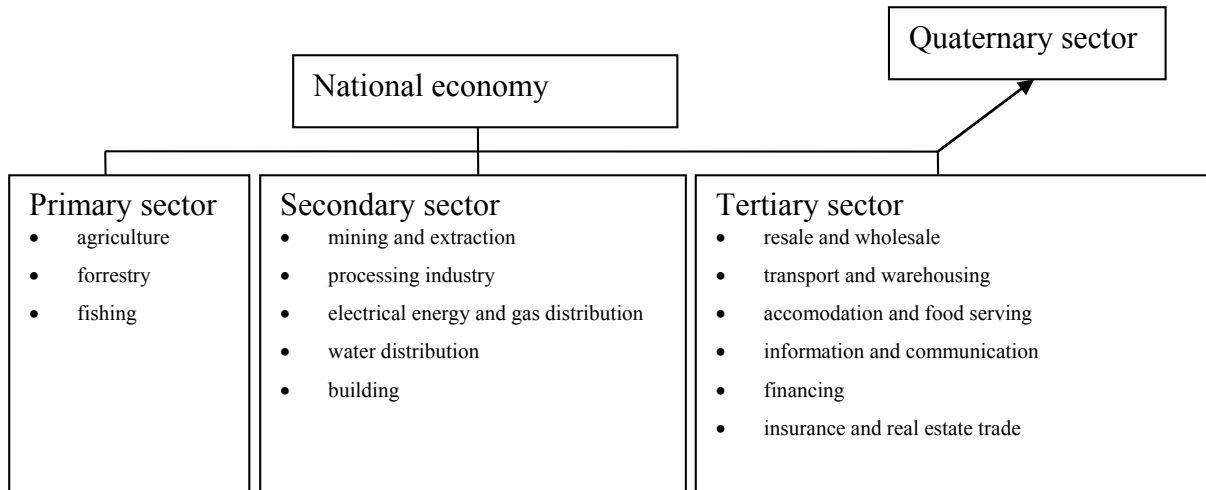 Quaternary sector
National economy
Primary sector
• agriculture
• forrestry
• fishing
Secondary sector
• mining and extraction
• processing industry
• electrical energy and gas distribution
• water distribution
• building
Tertiary sector
• resale and wholesale
• transport and warehousing
• accomodation and food serving
• information and communication
• financing
• insurance and real estate trade